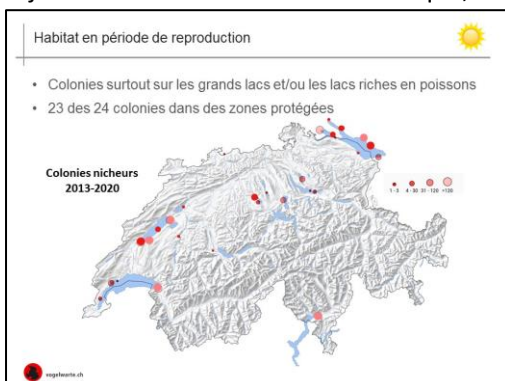 Habitat en période de reproduction
• Colonies surtout sur les grands lacs et/ou les lacs riches en poissons
• 23 des 24 colonies dans des zones protégées
Colonies nicheurs
2013-2020
1 - 3
4 - 30
31 - 120
>120
vogelwarte.ch